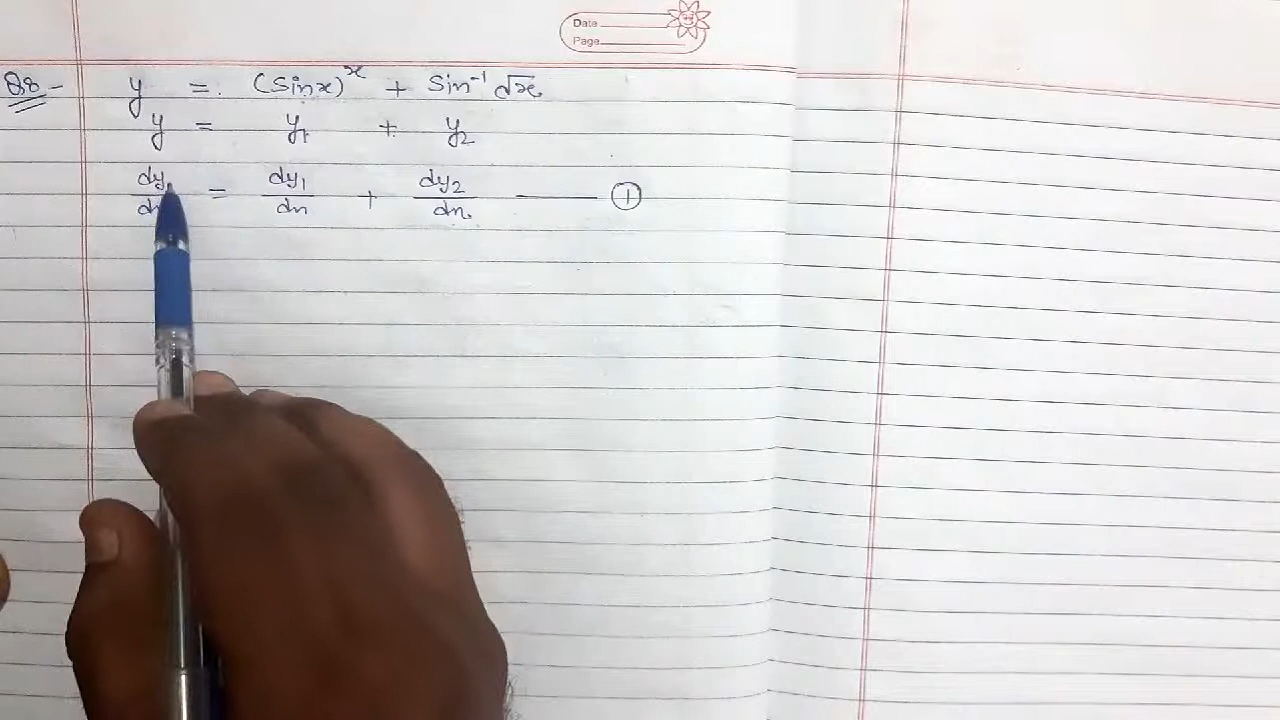 Date
Page
Q8- y = (Sinx)^x + Sin⁻¹ √x.
y = y₁ + y₂
dy/dx = dy₁/dx + dy₂/dx. —— ①